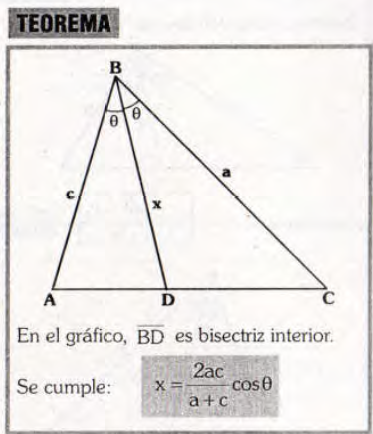 TEOREMA
B
θ θ
c
x
a
A D C
En el gráfico, BD es bisectriz interior.
Se cumple: x = 2ac / a + c cosθ